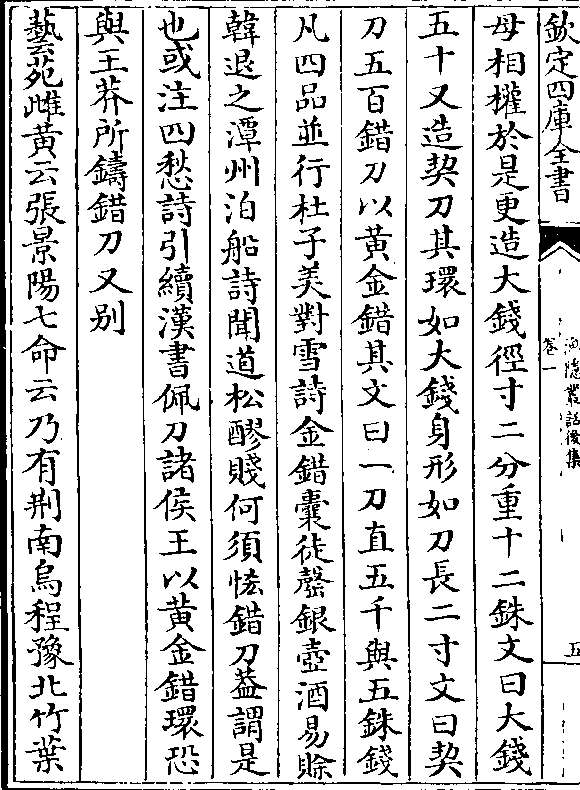 欽定四庫全書
漁隱叢話後集
卷一
五
母相權於是更造大錢徑寸二分重十二銖文曰大錢
五十又造契刀其環如大錢身形如刀長二寸文曰契
刀五百錯刀以黃金錯其文曰一刀直五千與五銖錢
凡四品並行杜子美對雪詩金錯囊徒罄銀壺酒易賖
韓退之潭州泊船詩聞道松醪賤何須恡錯刀葢謂是
也或注四愁詩引續漢書佩刀諸侯王以黃金錯環恐
與王莽所鑄錯刀又别
藝苑雌黃云張景陽七命云乃有荆南烏程豫北竹葉